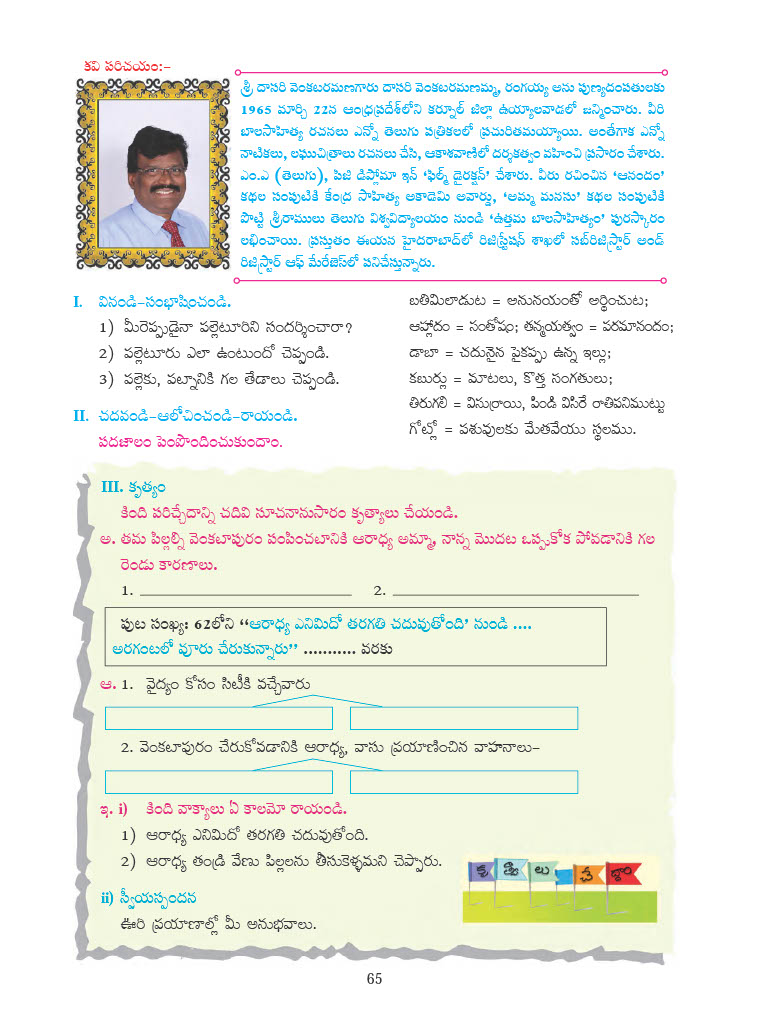 కవి పరిచయం:-
శ్రీ దాసరి వెంకటరమణగారు దాసరి వెంకటరమణమ్మ, రంగయ్య అను పుణ్యదంపతులకు
1965 మార్చి 22న ఆంధ్రప్రదేశ్‌లోని కర్నూల్ జిల్లా ఉయ్యాలవాడలో జన్మించారు. వీరి
బాలసాహిత్య రచనలు ఎన్నో తెలుగు పత్రికలలో ప్రచురితమయ్యాయి. అంతేగాక ఎన్నో
నాటికలు, లఘుచిత్రాలు రచనలు చేసి, ఆకాశవాణిలో దర్శకత్వం వహించి ప్రసారం చేశారు.
ఎం.ఎ (తెలుగు), పిజి డిప్లోమా ఇన్ ‘ఫిల్మ్ డైరక్షన్’ చేశారు. వీరు రచించిన ‘ఆనందం’
కథల సంపుటికి కేంద్ర సాహిత్య అకాడెమి అవార్డు, ‘అమ్మ మనసు’ కథల సంపుటికి
పొట్టి శ్రీరాములు తెలుగు విశ్వవిద్యాలయం నుండి ‘ఉత్తమ బాలసాహిత్యం’ పురస్కారం
లభించాయి. ప్రస్తుతం ఈయన హైదరాబాద్‌లో రిజిస్ట్రేషన్ శాఖలో సబ్‌రిజిస్ట్రార్ అండ్
రిజిస్ట్రార్ ఆఫ్ మేరేజెస్‌లో పనిచేస్తున్నారు.
I. వినండి-సంభాషించండి.
1) మీరెప్పుడైనా పల్లెటూరిని సందర్శించారా?
2) పల్లెటూరు ఎలా ఉంటుందో చెప్పండి.
3) పల్లెకు, పట్నానికి గల తేడాలు చెప్పండి.
II. చదవండి-ఆలోచించండి-రాయండి.
పదజాలం పెంపొందించుకుందాం.
బతిమిలాడుట = అనునయంతో అర్థించుట;
ఆహ్లాదం = సంతోషం; తన్మయత్వం = పరమానందం;
డాబా = చదునైన పైకప్పు ఉన్న ఇల్లు;
కబుర్లు = మాటలు, కొత్త సంగతులు;
తిరుగలి = విసుర్రాయి, పిండి విసిరే రాతిపనిముట్టు
గోట్లో = పశువులకు మేతవేయు స్థలము.
III. కృత్యం
కింది పరిచ్ఛేదాన్ని చదివి సూచనానుసారం కృత్యాలు చేయండి.
అ. తమ పిల్లల్ని వెంకటాపురం పంపించటానికి ఆరాధ్య అమ్మా, నాన్న మొదట ఒప్పుకోక పోవడానికి గల
రెండు కారణాలు.
1. 2.
పుట సంఖ్య: 62లోని “ఆరాధ్య ఎనిమిదో తరగతి చదువుతోంది’ నుండి ....
అరగంటలో వూరు చేరుకున్నారు” ........... వరకు
ఆ. 1. వైద్యం కోసం సిటీకి వచ్చేవారు
2. వెంకటాపురం చేరుకోవడానికి ఆరాధ్య, వాసు ప్రయాణించిన వాహనాలు-
ఇ. i) కింది వాక్యాలు ఏ కాలమో రాయండి.
1) ఆరాధ్య ఎనిమిదో తరగతి చదువుతోంది.
2) ఆరాధ్య తండ్రి వేణు పిల్లలను తీసుకెళ్ళమని చెప్పారు.
కృ త్యా లు చే ద్దాం
ii) స్వీయస్పందన
ఊరి ప్రయాణాల్లో మీ అనుభవాలు.
65